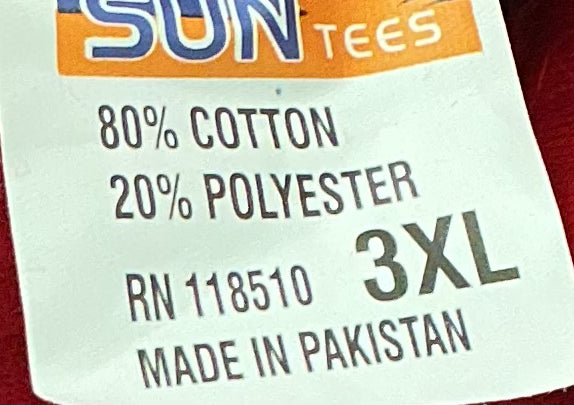 SUN TEES
80% COTTON
20% POLYESTER
RN 118510 3XL
MADE IN PAKISTAN